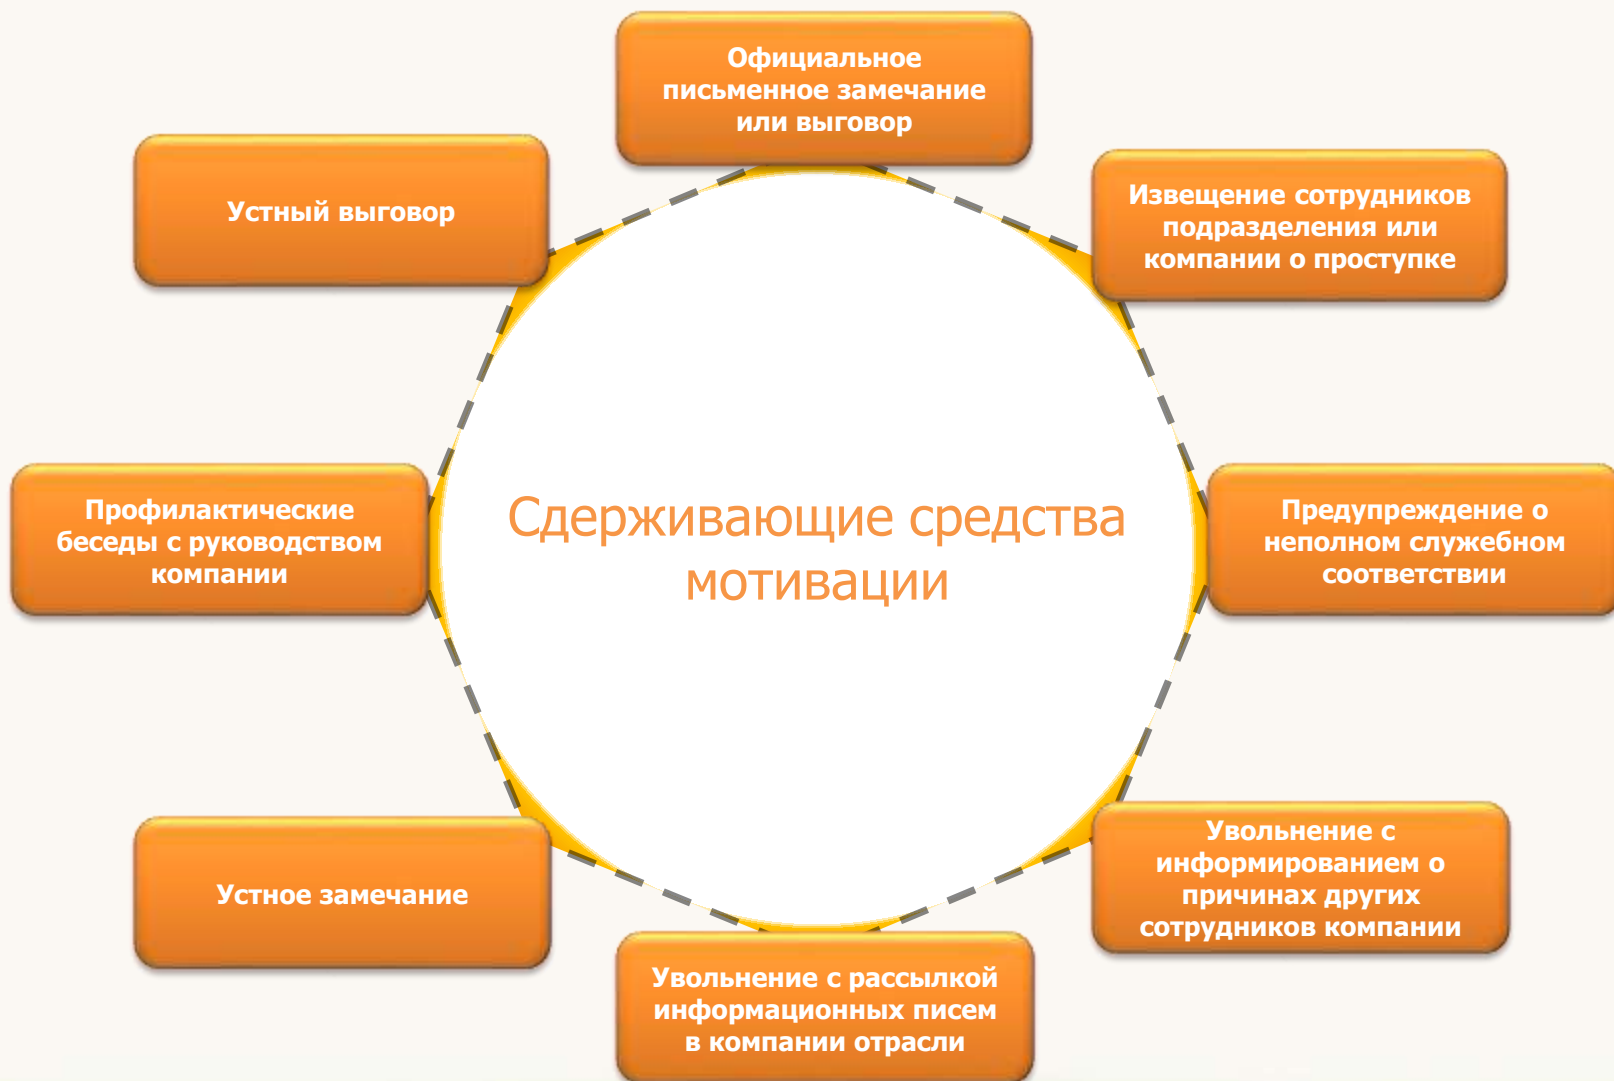 Официальное
письменное замечание
или выговор
Устный выговор
Извещение сотрудников
подразделения или
компании о проступке
Профилактические
беседы с руководством
компании
Сдерживающие средства
мотивации
Предупреждение о
неполном служебном
соответствии
Устное замечание
Увольнение с
информированием о
причинах других
сотрудников компании
Увольнение с рассылкой
информационных писем
в компании отрасли